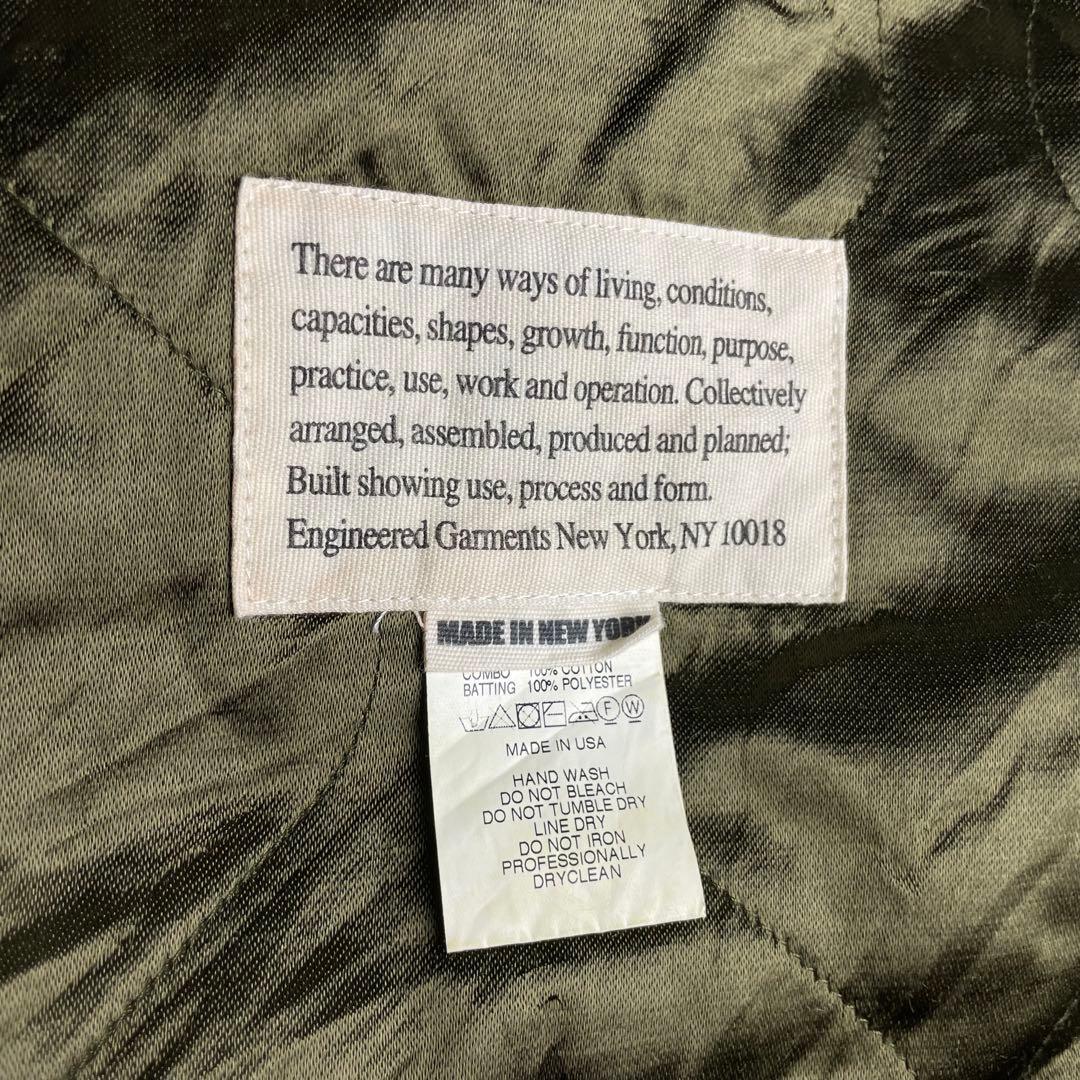 There are many ways of living, conditions,
capacities, shapes, growth, function, purpose,
practice, use, work and operation. Collectively
arranged, assembled, produced and planned;
Built showing use, process and form.
Engineered Garments New York, NY 10018
MADE IN NEW YORK
COMBO 100% COTTON
BATTING 100% POLYESTER
F W
MADE IN USA
HAND WASH
DO NOT BLEACH
DO NOT TUMBLE DRY
LINE DRY
DO NOT IRON
PROFESSIONALLY
DRYCLEAN